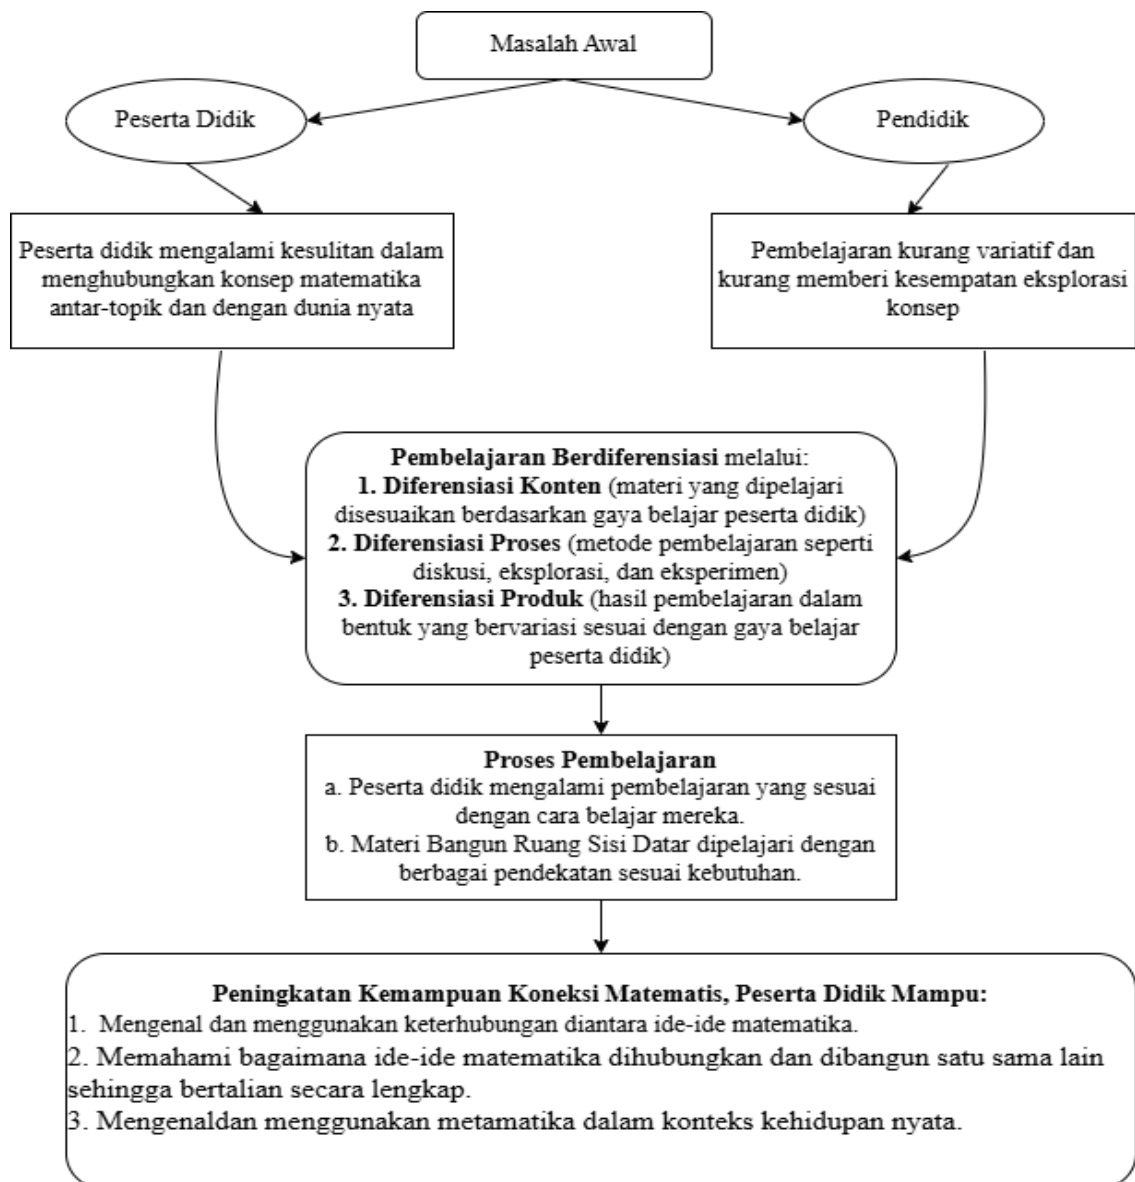 Masalah Awal
Peserta Didik
Pendidik
Peserta didik mengalami kesulitan dalam
menghubungkan konsep matematika
antar-topik dan dengan dunia nyata
Pembelajaran kurang variatif dan
kurang memberi kesempatan eksplorasi
konsep
Pembelajaran Berdiferensiasi melalui:
1. Diferensiasi Konten (materi yang dipelajari
disesuaikan berdasarkan gaya belajar peserta didik)
2. Diferensiasi Proses (metode pembelajaran seperti
diskusi, eksplorasi, dan eksperimen)
3. Diferensiasi Produk (hasil pembelajaran dalam
bentuk yang bervariasi sesuai dengan gaya belajar
peserta didik)
Proses Pembelajaran
a. Peserta didik mengalami pembelajaran yang sesuai
dengan cara belajar mereka.
b. Materi Bangun Ruang Sisi Datar dipelajari dengan
berbagai pendekatan sesuai kebutuhan.
Peningkatan Kemampuan Koneksi Matematis, Peserta Didik Mampu:
1. Mengenal dan menggunakan keterhubungan diantara ide-ide matematika.
2. Memahami bagaimana ide-ide matematika dihubungkan dan dibangun satu sama lain
sehingga bertalian secara lengkap.
3. Mengenaldan menggunakan metamatika dalam konteks kehidupan nyata.